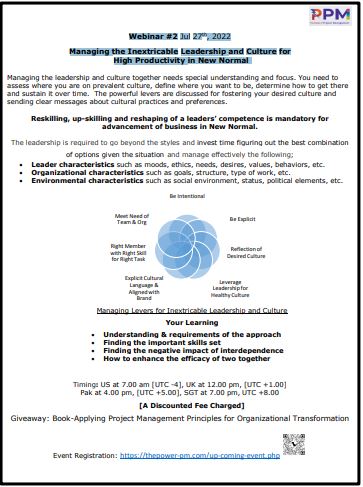 PPM
Webinar #2 Jul 27th, 2022
Managing the Inextricable Leadership and Culture for
High Productivity in New Normal
Managing the leadership and culture together needs special understanding and focus. You need to
assess where you are on prevalent culture, define where you want to be, determine how to get there
and sustain it over time. The powerful levers are discussed for fostering your desired culture and
sending clear messages about cultural practices and preferences.
Reskilling, up-skilling and reshaping of a leaders' competence is mandatory for
advancement of business in New Normal.
The leadership is required to go beyond the styles and invest time figuring out the best combination
of options given the situation and manage effectively the following;
• Leader characteristics such as moods, ethics, needs, desires, values, behaviors, etc.
• Organizational characteristics such as goals, structure, type of work, etc.
• Environmental characteristics such as social environment, status, political elements, etc.
Be Intentional
Meet Need of
Team & Org
Be Explicit
Right Member
with Right Skill
for Right Task
Reflection of
Desired Culture
Explicit Cultural
Language &
Aligned with
Brand
Leverage
Leadership for
Healthy Culture
Managing Levers for Inextricable Leadership and Culture
Your Learning
• Understanding & requirements of the approach
• Finding the important skills set
• Finding the negative impact of interdependence
• How to enhance the efficacy of two together
Timing: US at 7.00 am [UTC -4], UK at 12.00 pm, [UTC +1.00]
Pak at 4.00 pm, [UTC +5.00], SGT at 7.00 pm, UTC +8.00
[A Discounted Fee Charged]
Giveaway: Book-Applying Project Management Principles for Organizational Transformation
Event Registration: https://thepower-pm.com/up-coming-event.php